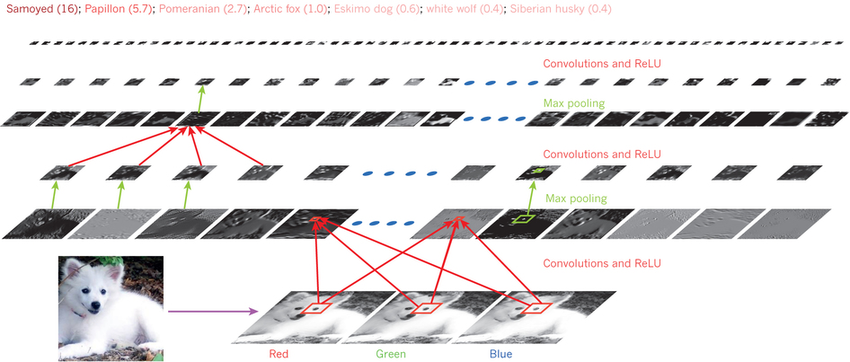 Samoyed (16); Papillon (5.7); Pomeranian (2.7); Arctic fox (1.0); Eskimo dog (0.6); white wolf (0.4); Siberian husky (0.4)
Convolutions and ReLU
Max pooling
Convolutions and ReLU
Max pooling
Convolutions and ReLU
Red Green Blue